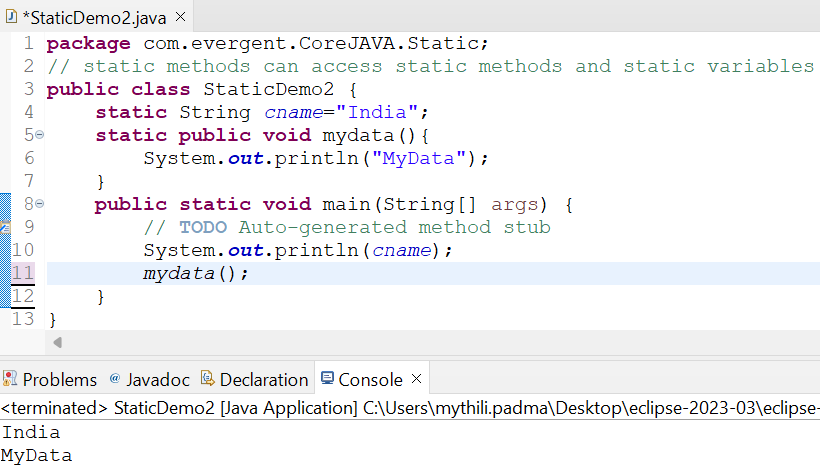 *StaticDemo2.java
1 package com.evergent.CoreJAVA.Static;
2 // static methods can access static methods and static variables
3 public class StaticDemo2 {
4     static String cname="India";
5     static public void mydata(){
6         System.out.println("MyData");
7     }
8     public static void main(String[] args) {
9         // TODO Auto-generated method stub
10         System.out.println(cname);
11         mydata();
12     }
13 }
Problems @ Javadoc Declaration Console
<terminated> StaticDemo2 [Java Application] C:\Users\mythili.padma\Desktop\eclipse-2023-03\eclipse-
India
MyData